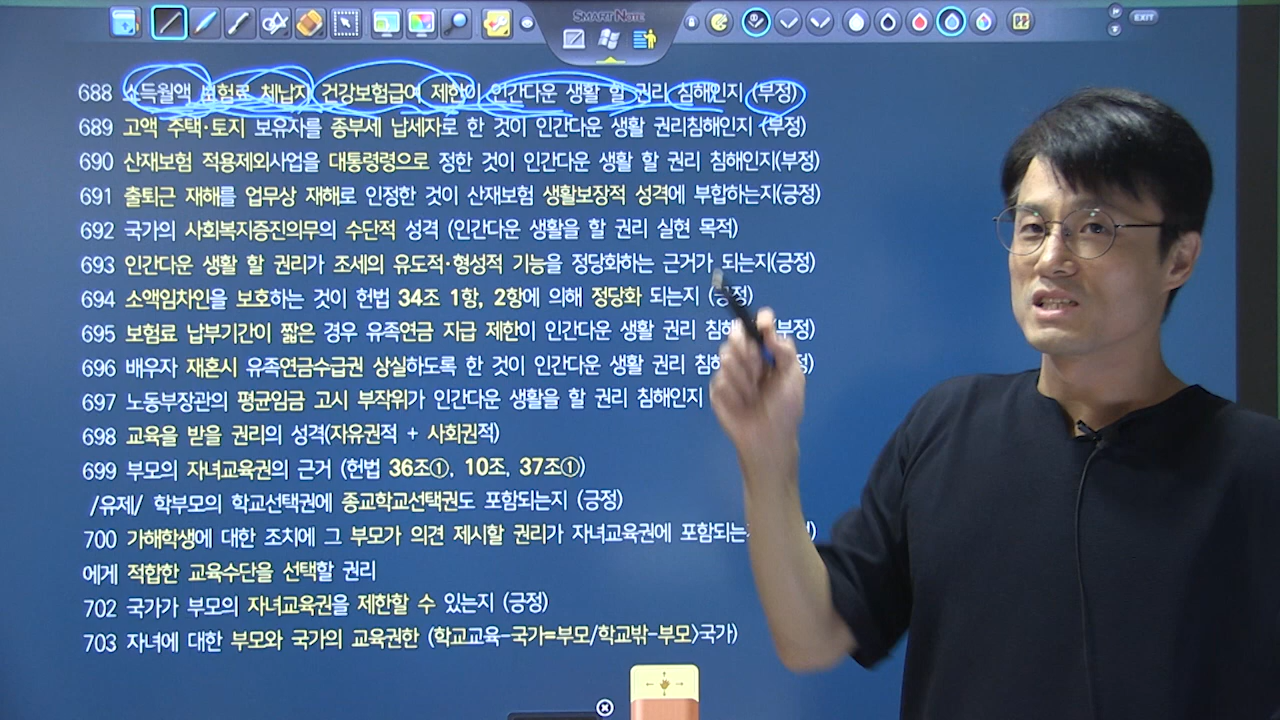 SMART NOTE
EXIT
688 소득월액 보험료 체납자 건강보험급여 제한이 인간다운 생활 할 권리 침해인지 (부정)
689 고액 주택·토지 보유자를 종부세 납세자로 한 것이 인간다운 생활 권리침해인지 (부정)
690 산재보험 적용제외사업을 대통령령으로 정한 것이 인간다운 생활 할 권리 침해인지(부정)
691 출퇴근 재해를 업무상 재해로 인정한 것이 산재보험 생활보장적 성격에 부합하는지(긍정)
692 국가의 사회복지증진의무의 수단적 성격 (인간다운 생활을 할 권리 실현 목적)
693 인간다운 생활 할 권리가 조세의 유도적·형성적 기능을 정당화하는 근거가 되는지(긍정)
694 소액임차인을 보호하는 것이 헌법 34조 1항, 2항에 의해 정당화 되는지 (긍정)
695 보험료 납부기간이 짧은 경우 유족연금 지급 제한이 인간다운 생활 권리 침해 부정)
696 배우자 재혼시 유족연금수급권 상실하도록 한 것이 인간다운 생활 할 권리 침해
697 노동부장관의 평균임금 고시 부작위가 인간다운 생활을 할 권리 침해인지
698 교육을 받을 권리의 성격(자유권적 + 사회권적)
699 부모의 자녀교육권의 근거 (헌법 36조①, 10조, 37조①)
/유제/ 학부모의 학교선택권에 종교학교선택권도 포함되는지 (긍정)
700 가해학생에 대한 조치에 그 부모가 의견 제시할 권리가 자녀교육권에 포함되는
에게 적합한 교육수단을 선택할 권리
702 국가가 부모의 자녀교육권을 제한할 수 있는지 (긍정)
703 자녀에 대한 부모와 국가의 교육권한 (학교교육-국가=부모/학교밖-부모>국가)